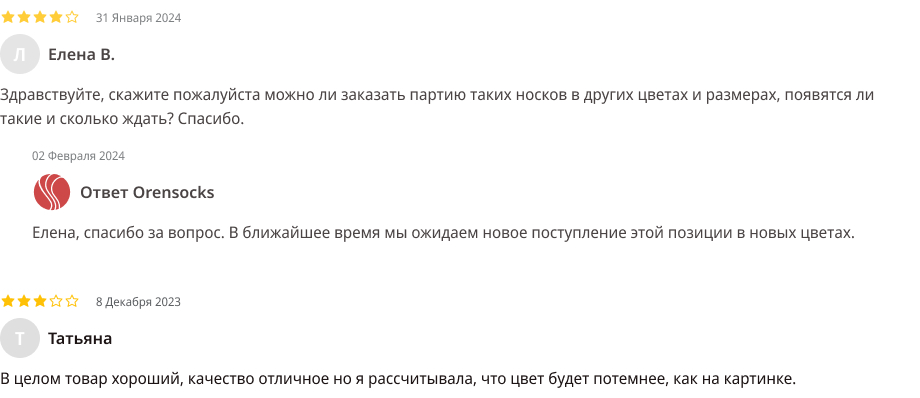 31 Января 2024
Л
Елена В.
Здравствуйте, скажите пожалуйста можно ли заказать партию таких носков в других цветах и размерах, появятся ли
такие и сколько ждать? Спасибо.
02 Февраля 2024
Ответ Orensocks
Елена, спасибо за вопрос. В ближайшее время мы ожидаем новое поступление этой позиции в новых цветах.
8 Декабря 2023
Т
Татьяна
В целом товар хороший, качество отличное но я рассчитывала, что цвет будет потемнее, как на картинке.